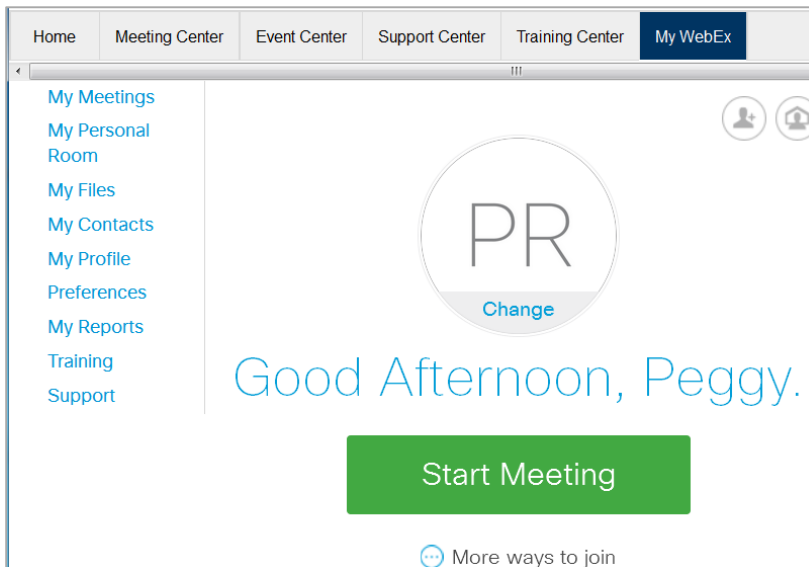 Home Meeting Center Event Center Support Center Training Center My WebEx
My Meetings
My Personal
Room
My Files
My Contacts
My Profile
Preferences
My Reports
Training
Support
PR
Change
Good Afternoon, Peggy.
Start Meeting
More ways to join